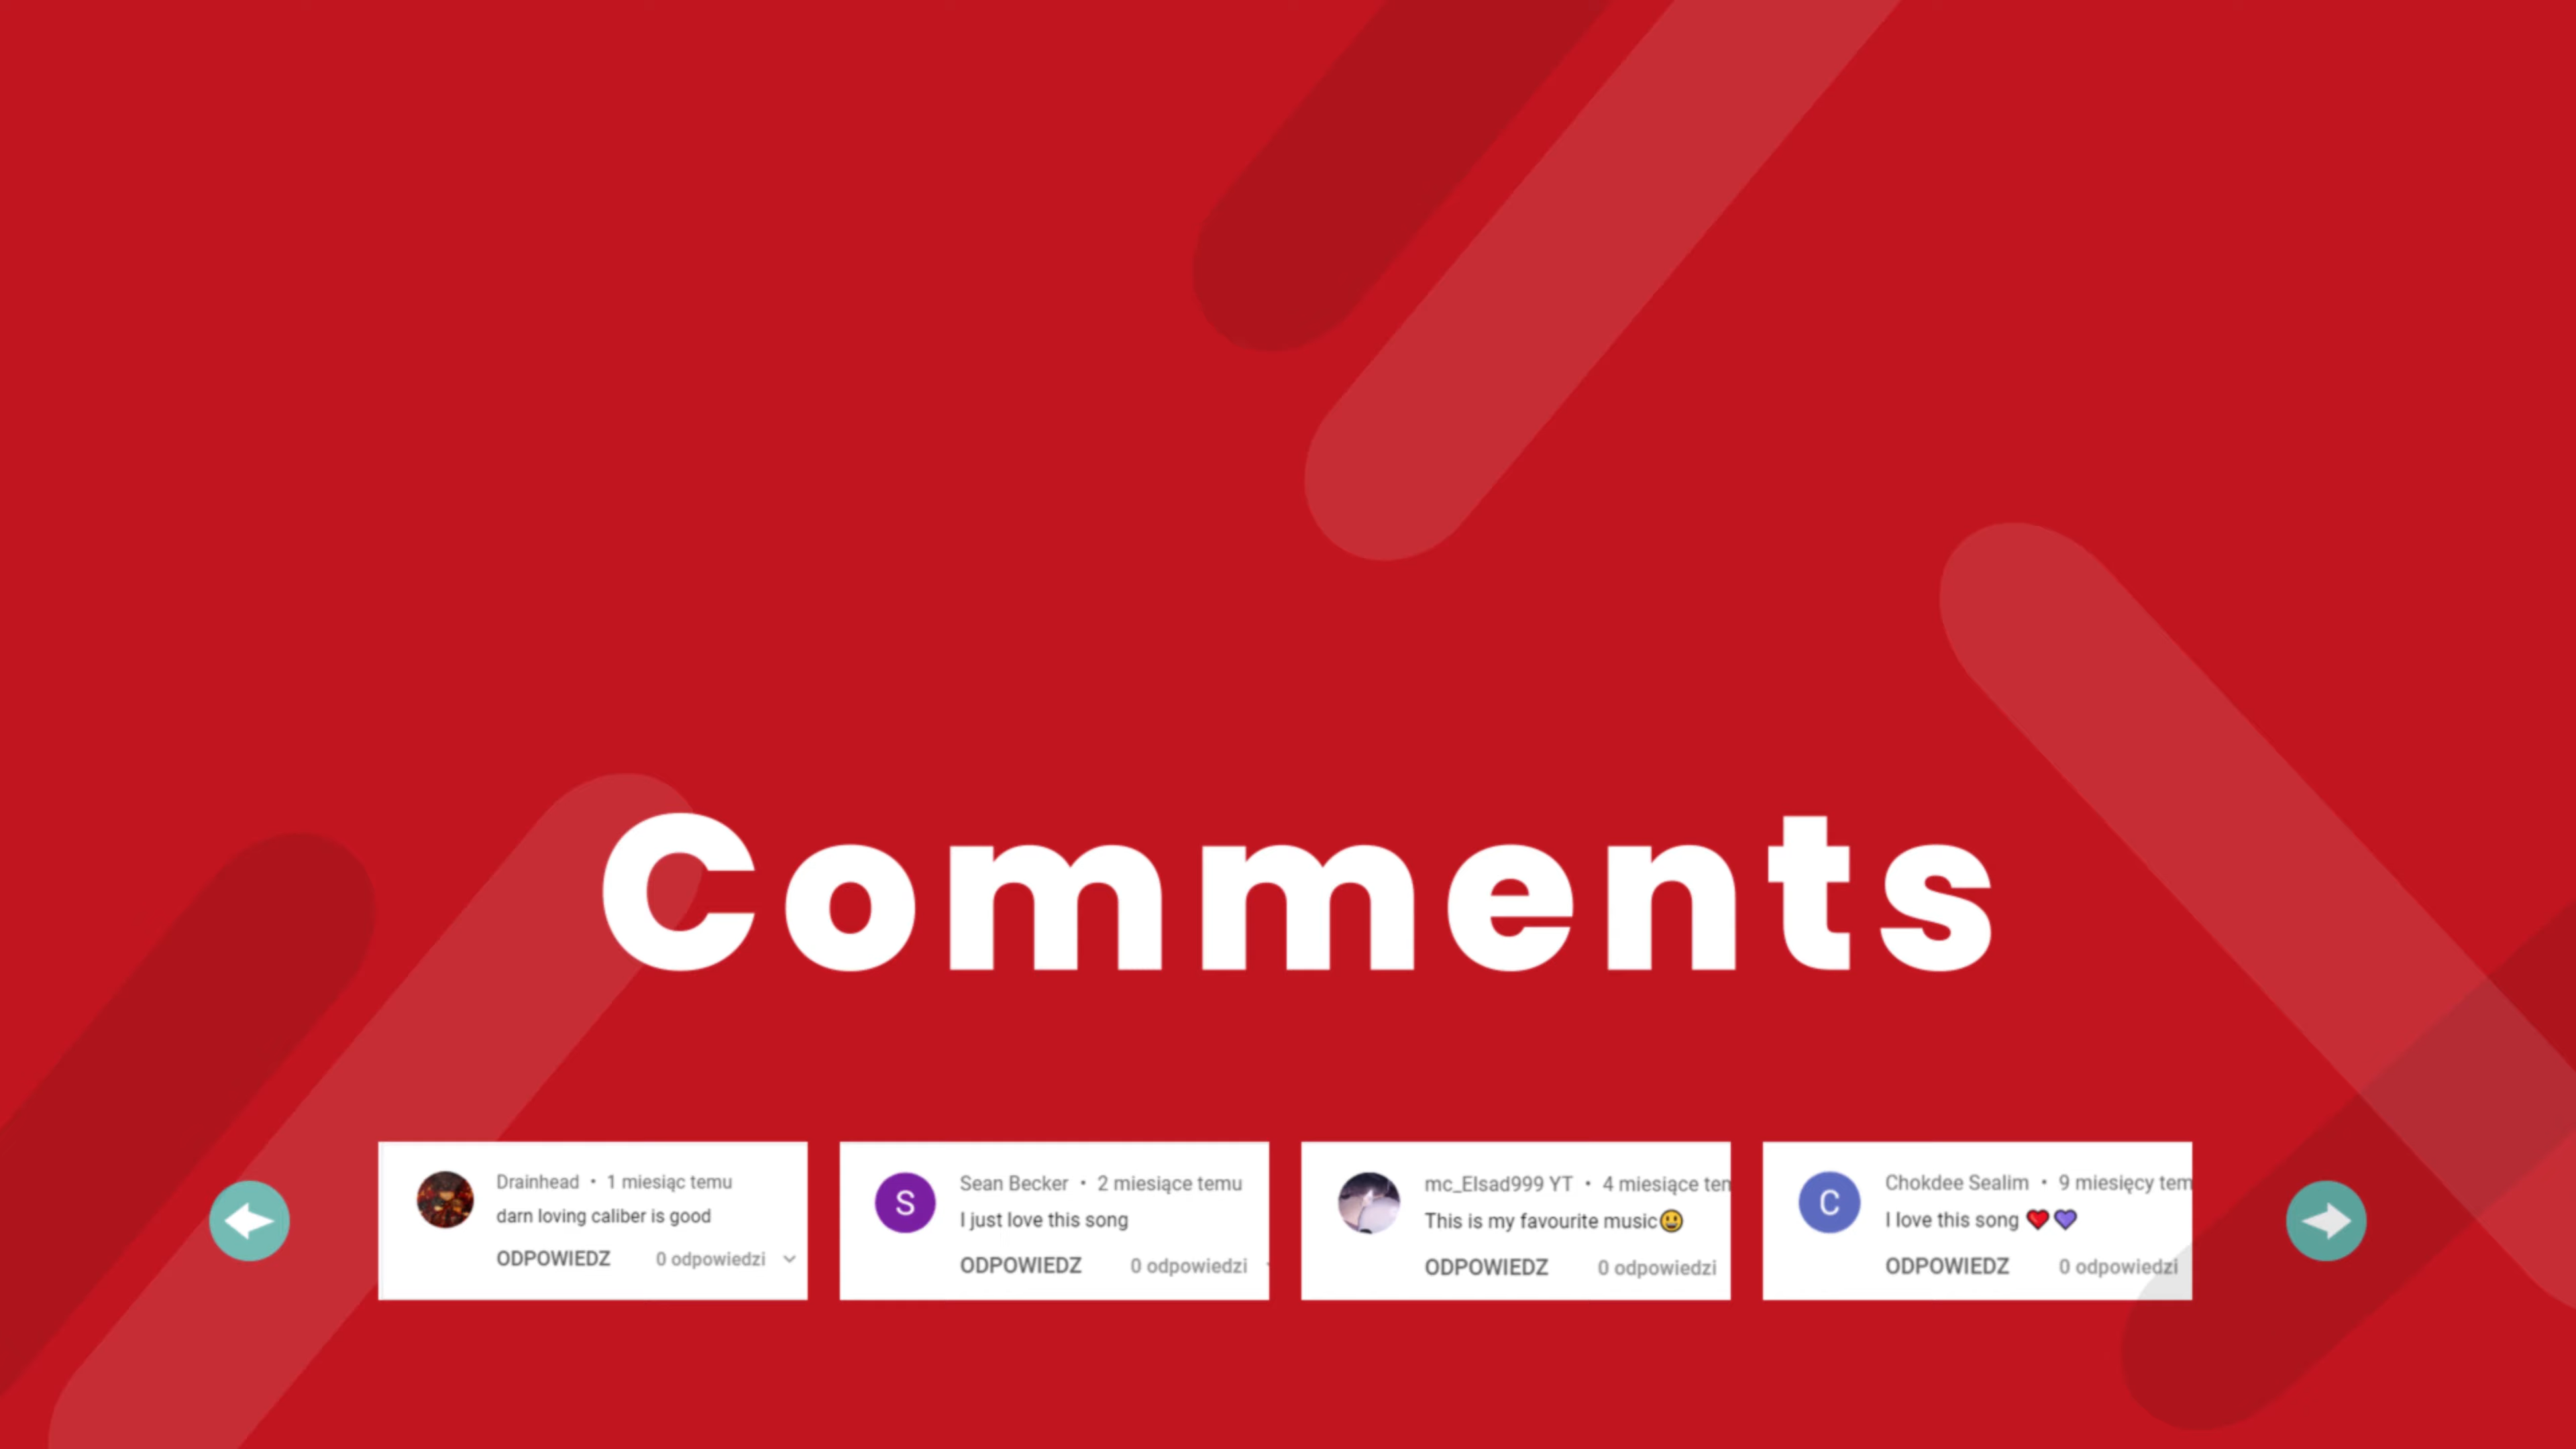 Comments
Drainhead • 1 miesiąc temu
darn loving caliber is good
ODPOWIEDZ 0 odpowiedzi
S
Sean Becker • 2 miesiące temu
I just love this song
ODPOWIEDZ 0 odpowiedzi
mc_Elsad999 YT • 4 miesiące tem
This is my favourite music😃
ODPOWIEDZ 0 odpowiedzi
C
Chokdee Sealim • 9 miesięcy tem
I love this song ❤️💜
ODPOWIEDZ 0 odpowiedzi